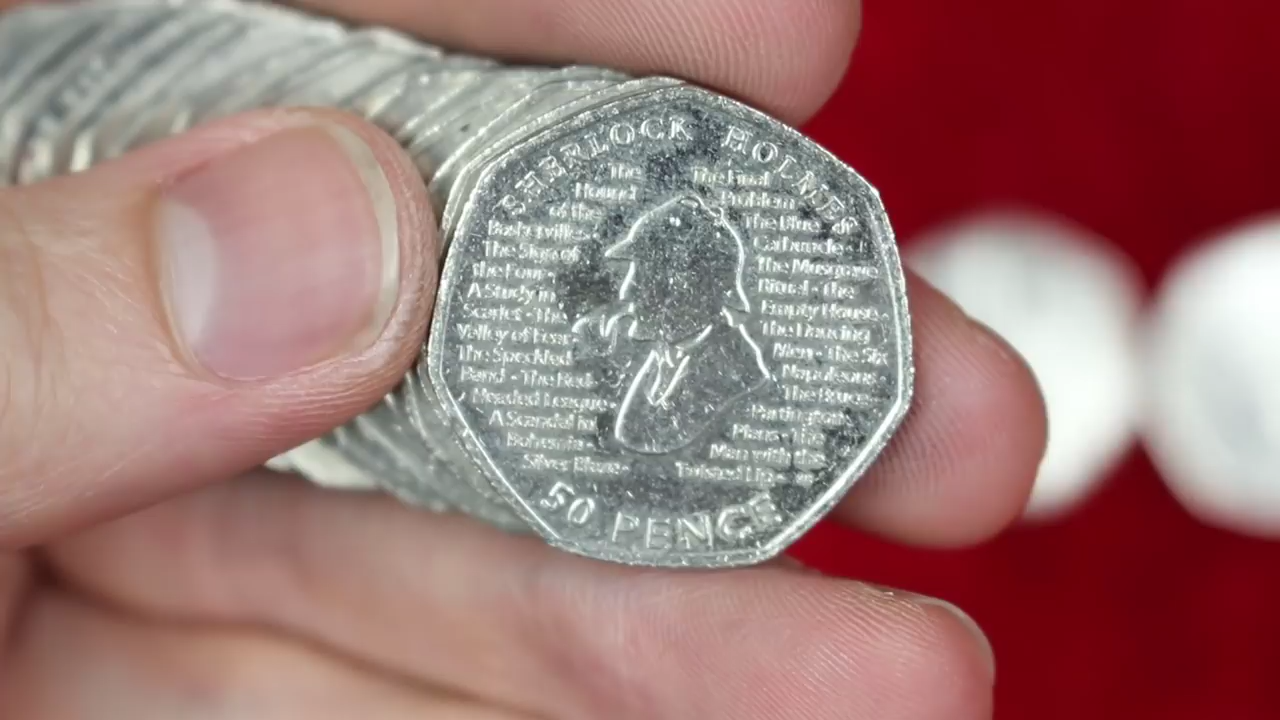 SHERLOCK HOLMES
The
Hound
of the
Baskervilles
The Sign of
the Four -
A Study in
Scarlet - The
Valley of Fear
The Speckled
Band - The Red-
Headed League -
A Scandal in
Bohemia -
Silver Blaze -
The Final
Problem -
The Blue
Carbuncle -
The Musgrave
Ritual - The
Empty House
The Dancing
Men - The Six
Napoleons -
The Bruce-
Partington
Plans - The
Man with the
Twisted Lip -
50 PENCE